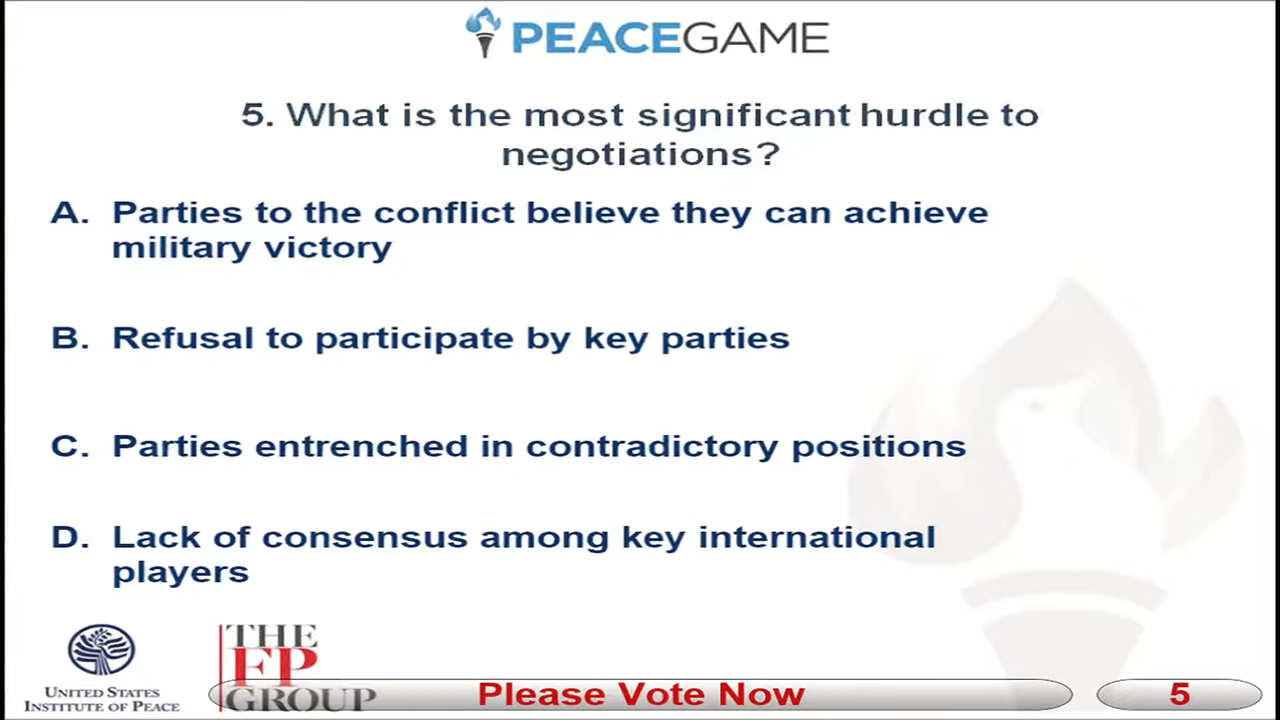 PEACEGAME
5. What is the most significant hurdle to
negotiations?
A. Parties to the conflict believe they can achieve
military victory
B. Refusal to participate by key parties
C. Parties entrenched in contradictory positions
D. Lack of consensus among key international
players
UNITED STATES
INSTITUTE OF PEACE
THE
FP
GROUP
Please Vote Now
5